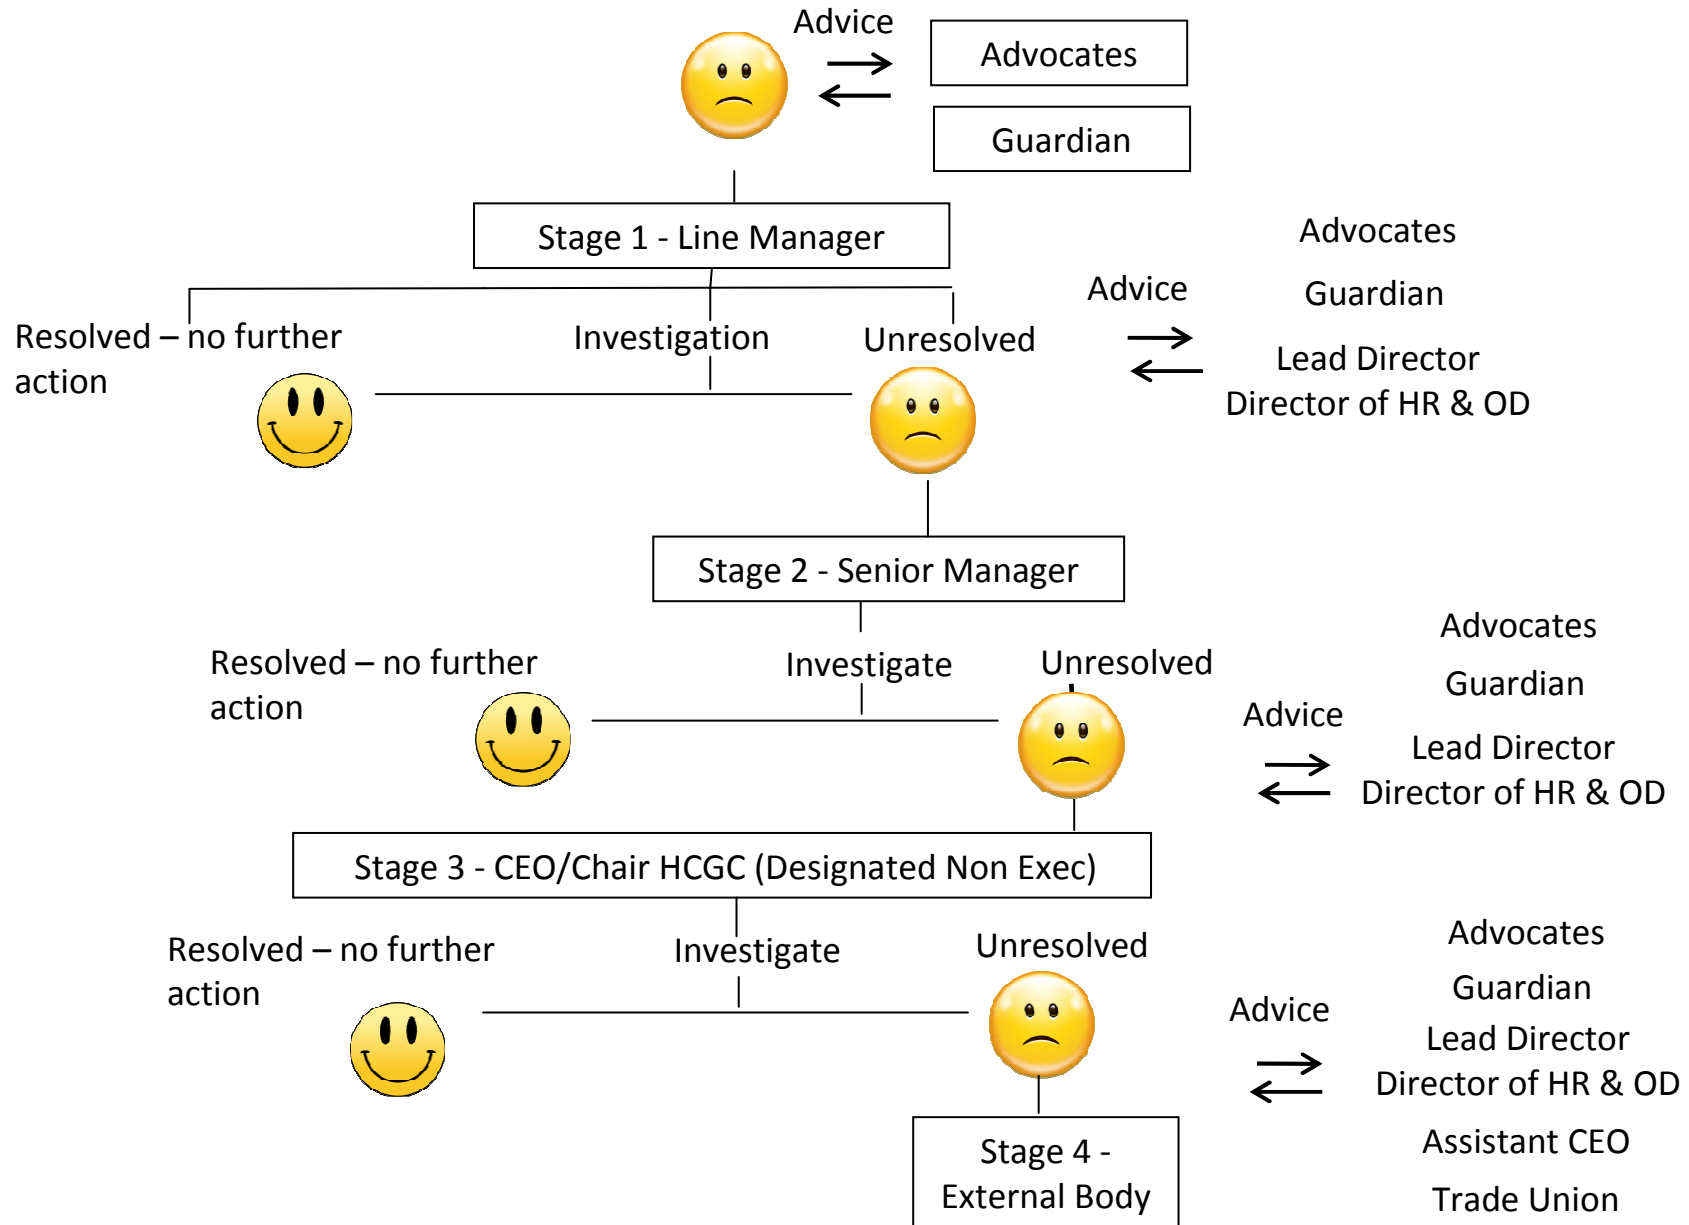 Advice
Advocates
Guardian
Stage 1 - Line Manager
Advocates
Guardian
Advice
Lead Director
Director of HR & OD
Resolved – no further
action
Investigation
Unresolved
Stage 2 - Senior Manager
Resolved – no further
action
Investigate
Unresolved
Advocates
Guardian
Advice
Lead Director
Director of HR & OD
Stage 3 - CEO/Chair HCGC (Designated Non Exec)
Resolved – no further
action
Investigate
Unresolved
Advocates
Guardian
Advice
Lead Director
Director of HR & OD
Assistant CEO
Trade Union
Stage 4 -
External Body